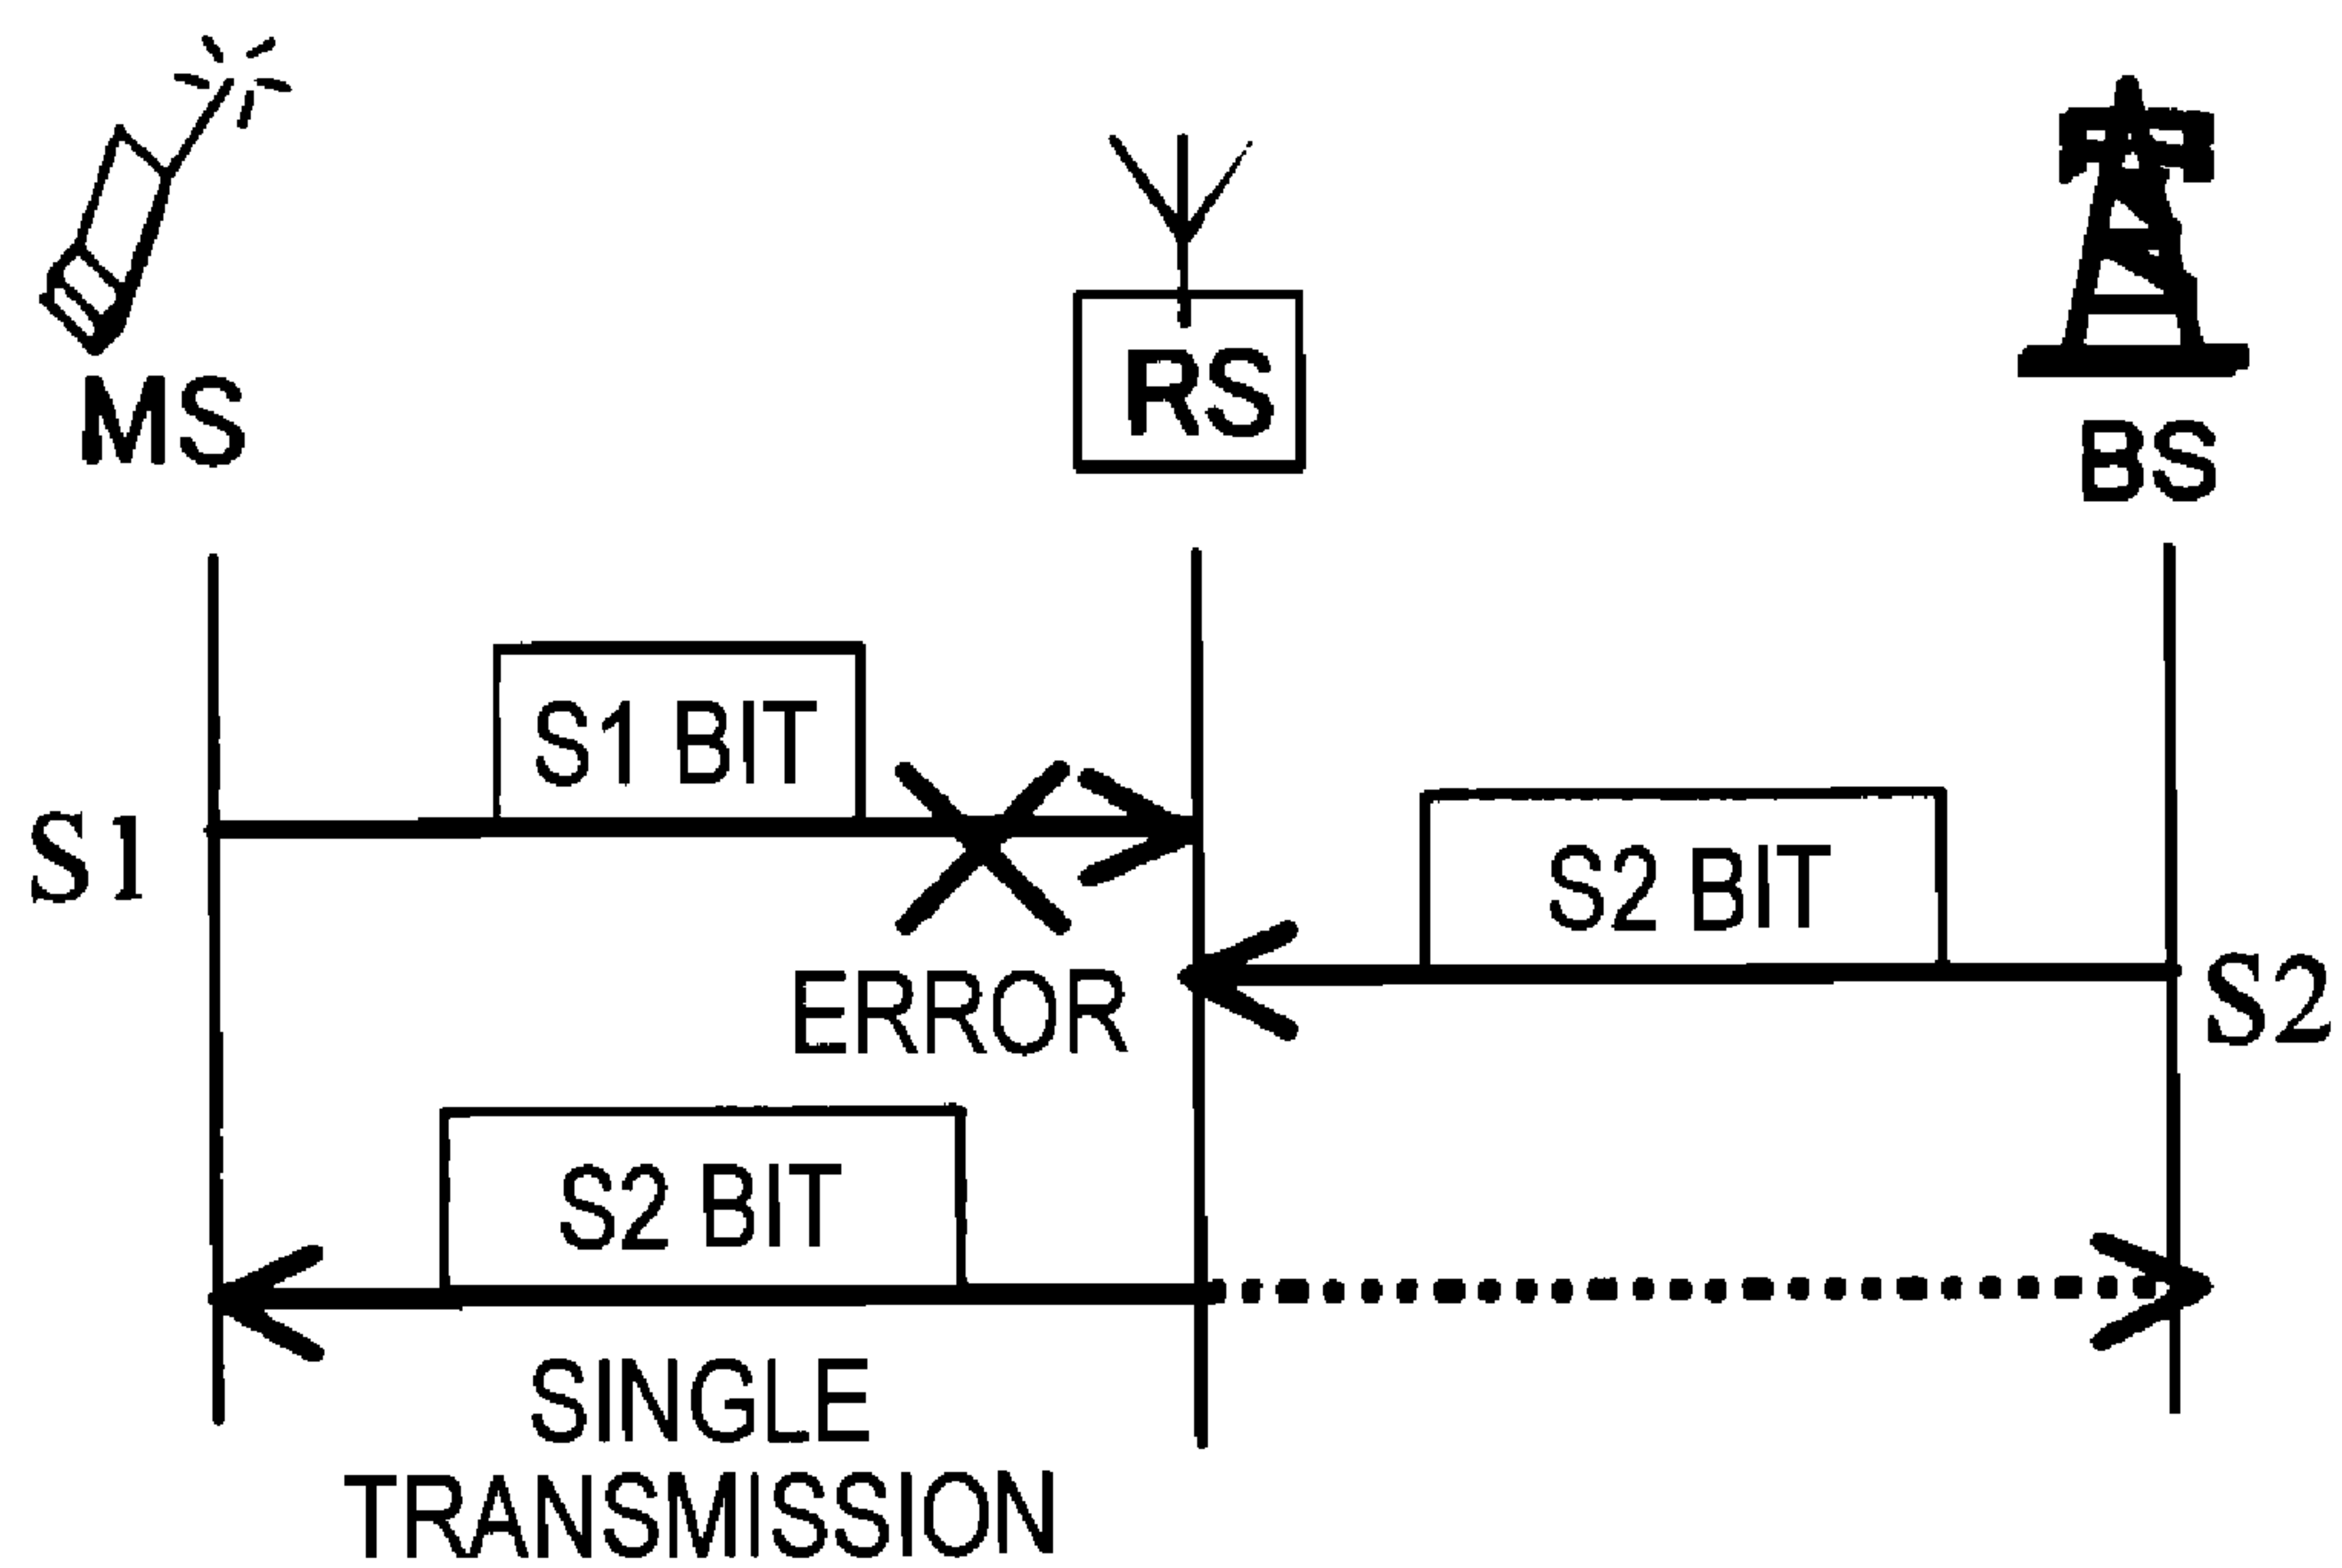 MS
RS
BS
S1 BIT
S1
S2 BIT
S2
ERROR
S2 BIT
SINGLE
TRANSMISSION